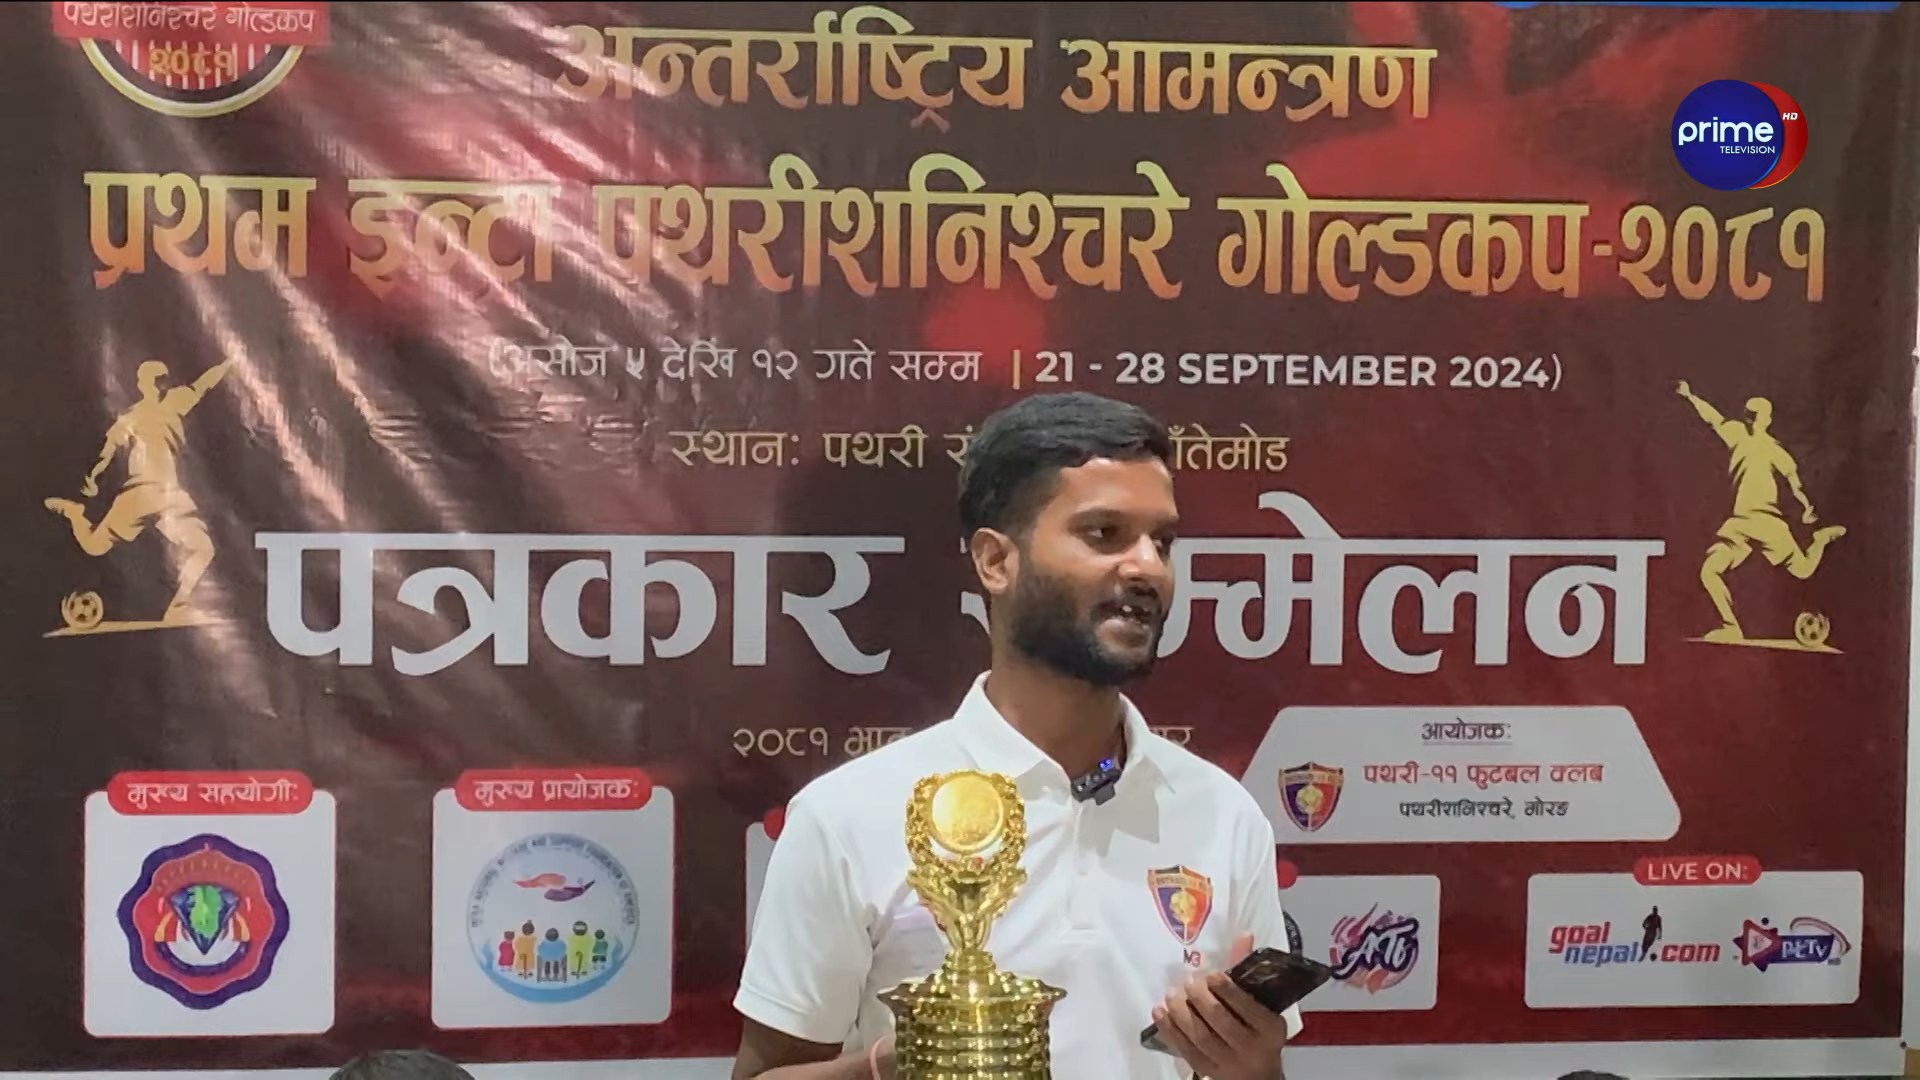 पथरीशनिश्चरे गोल्डकप
२०८१
अन्तर्राष्ट्रिय आमन्त्रण
prime HD
TELEVISION
प्रथम इन्ट्रा पथरीशनिश्चरे गोल्डकप-२०८१
(असोज ५ देखि १२ गते सम्म | 21 - 28 SEPTEMBER 2024)
स्थान: पथरी
पत्रकार
२०८१
आयोजक:
पथरी-११ फुटबल क्लब
पथरीशनिश्चरे, मोरङ
मुख्य सहयोगी:
मुख्य प्रायोजक:
LIVE ON:
goal
nepal.com